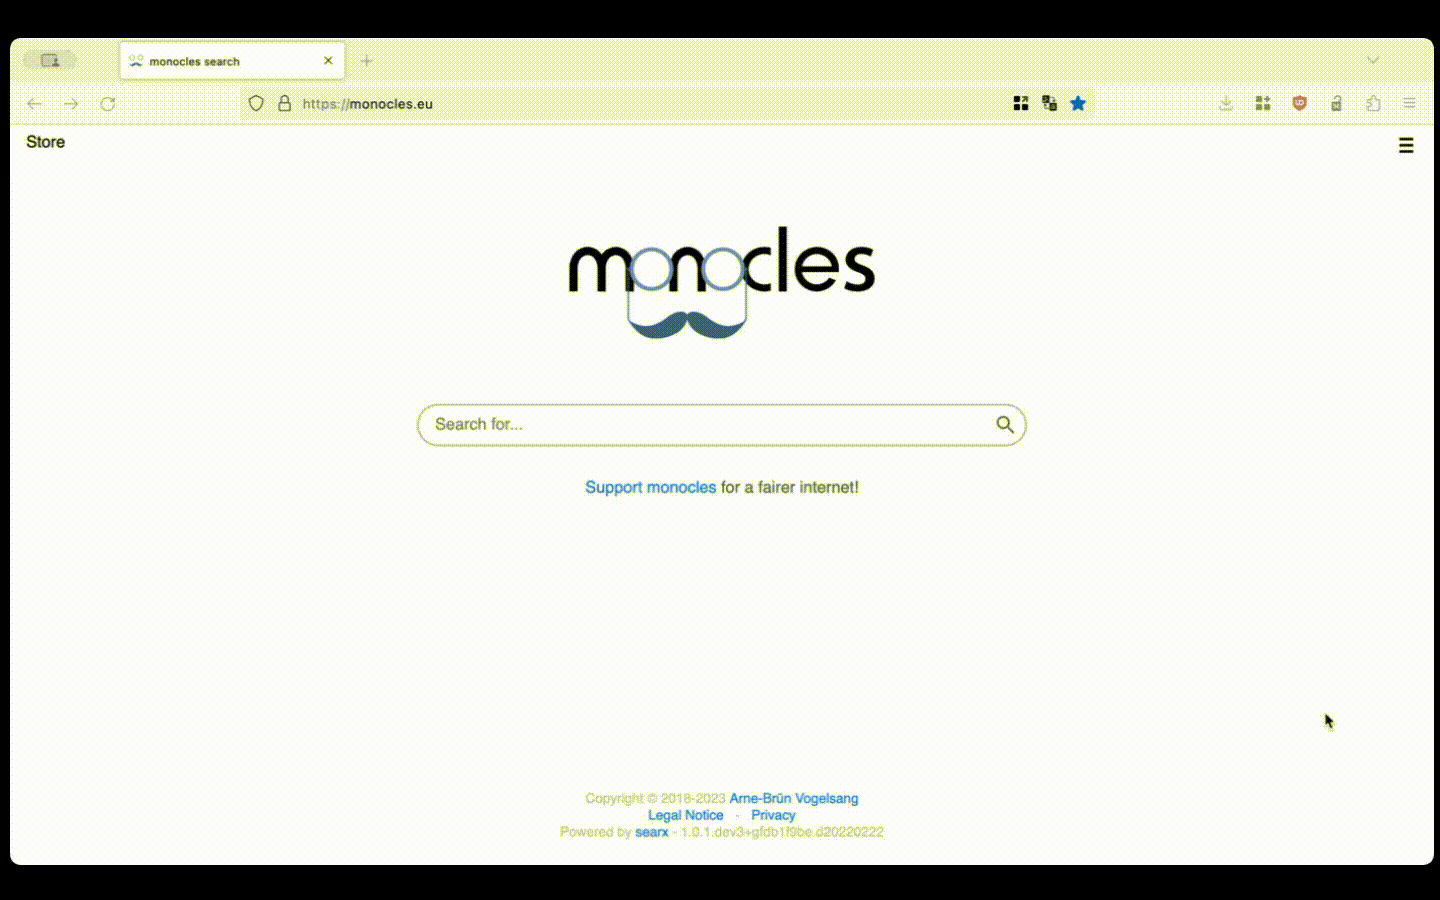 monocles search
https://monocles.eu
Store
monocles
Search for...
Support monocles for a fairer internet!
Copyright © 2018-2023 Arne-Brün Vogelsang
Legal Notice - Privacy
Powered by searx - 1.0.1.dev3+gfdb1f9be.d20220222